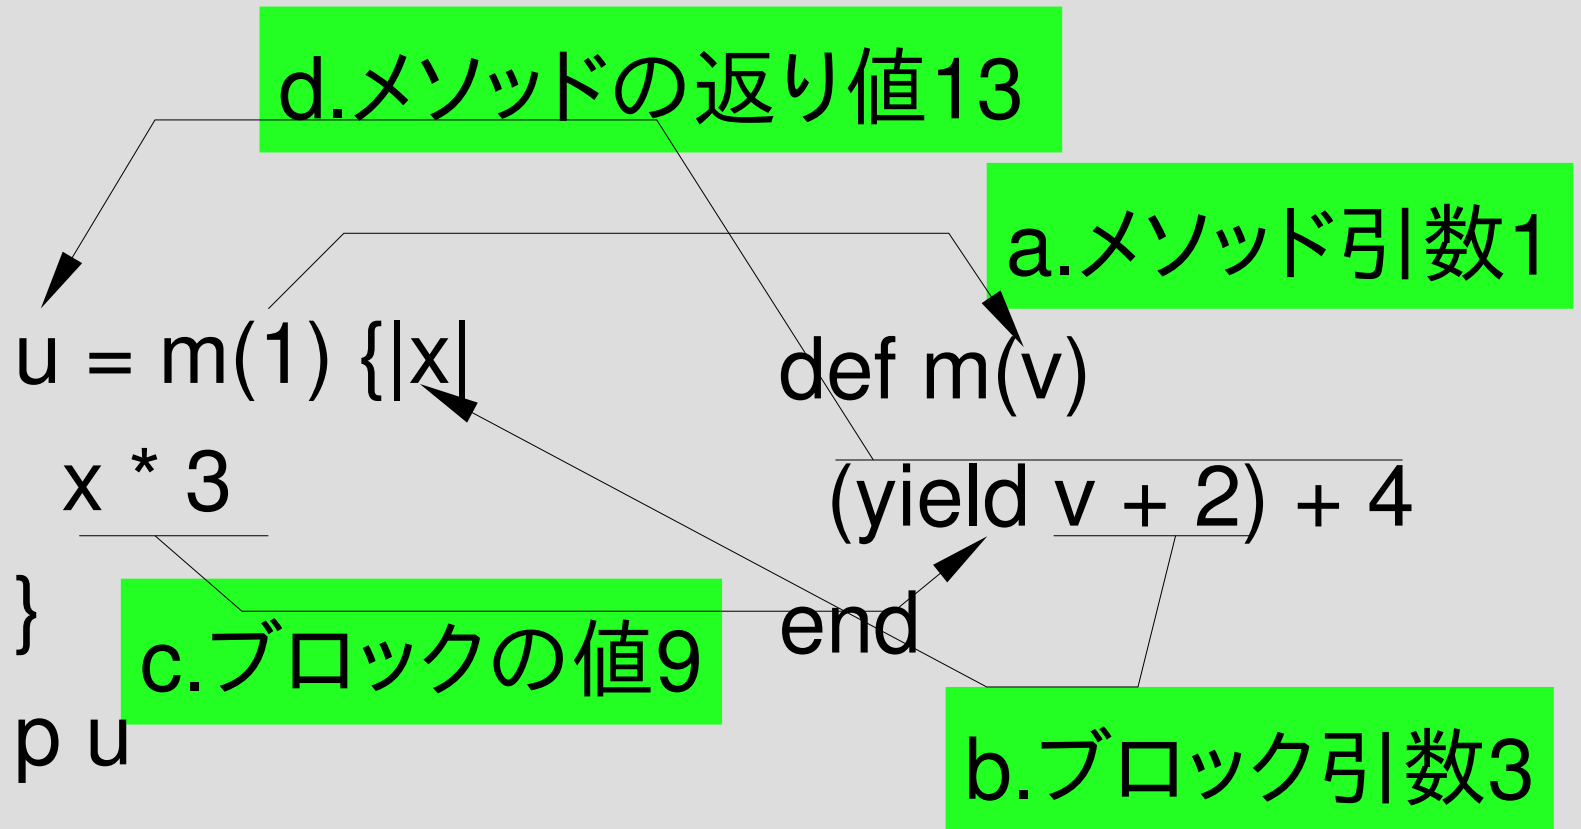 d.メソッドの返り値13
a.メソッド引数1
u = m(1) {|x|
x * 3
}
p u
def m(v)
(yield v + 2) + 4
end
c.ブロックの値9
b.ブロック引数3